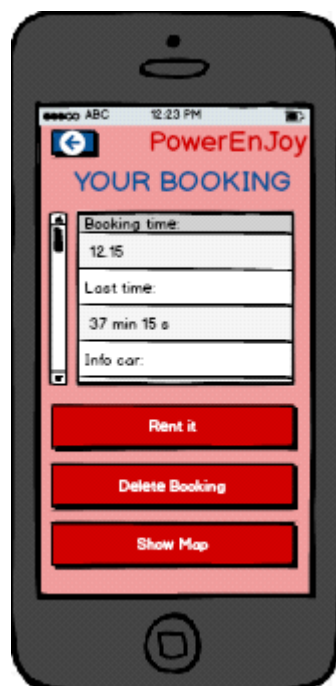 ABC 12:23 PM
PowerEnJoy
YOUR BOOKING
Booking time:
12.15
Last time:
37 min 15 s
Info car:
Rent it
Delete Booking
Show Map